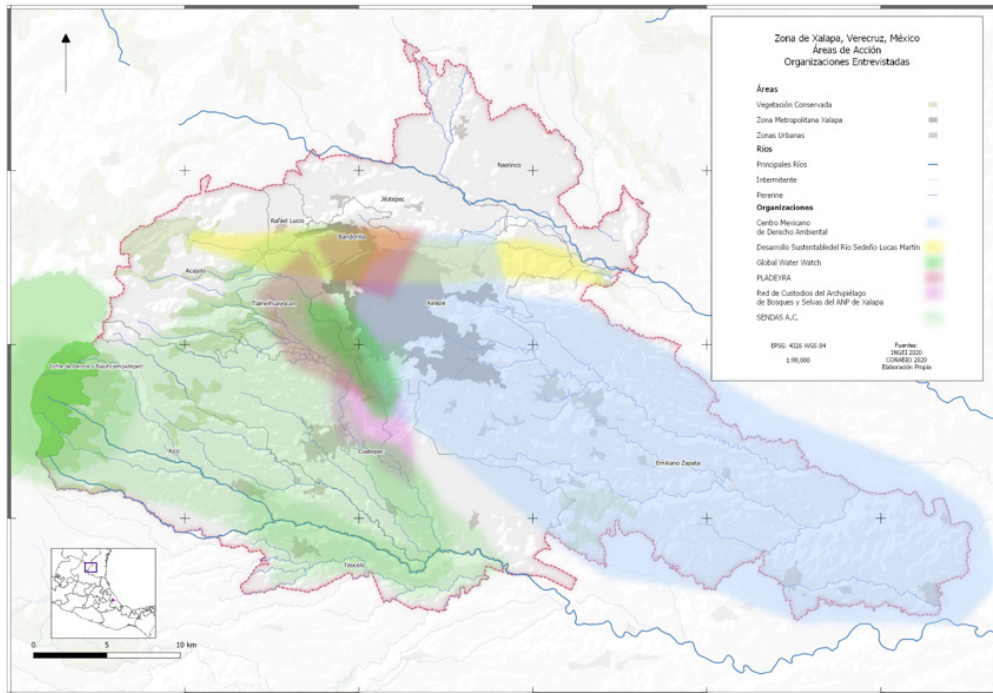 Zona de Xalapa, Verecruz, México
Áreas de Acción
Organizaciones Entrevistadas
Áreas
Vegetación Conservada
Zona Metropolitana Xalapa
Zonas Urbanas
Ríos
Principales Ríos
Intermitente
Perenne
Organizaciones
Centro Mexicano
de Derecho Ambiental
Desarrollo Sustentabledel Río Sedeño Lucas Martín
Global Water Watch
PLADEYRA
Red de Custodios del Archipiélago
de Bosques y Selvas del ANP de Xalapa
SENDAS A.C.
EPSG: 4326 WGS 84
1:90,000
Fuentes:
INGEI 2020
CONABIO 2020
Elaboración Propia
Naolinco
Jilotepec
Rafael Lucio
Banderilla
Acajete
Tlalnelhuayocan
Xalapa
Xico
Coatepec
Emiliano Zapata
Teocelo
0 5 10 km